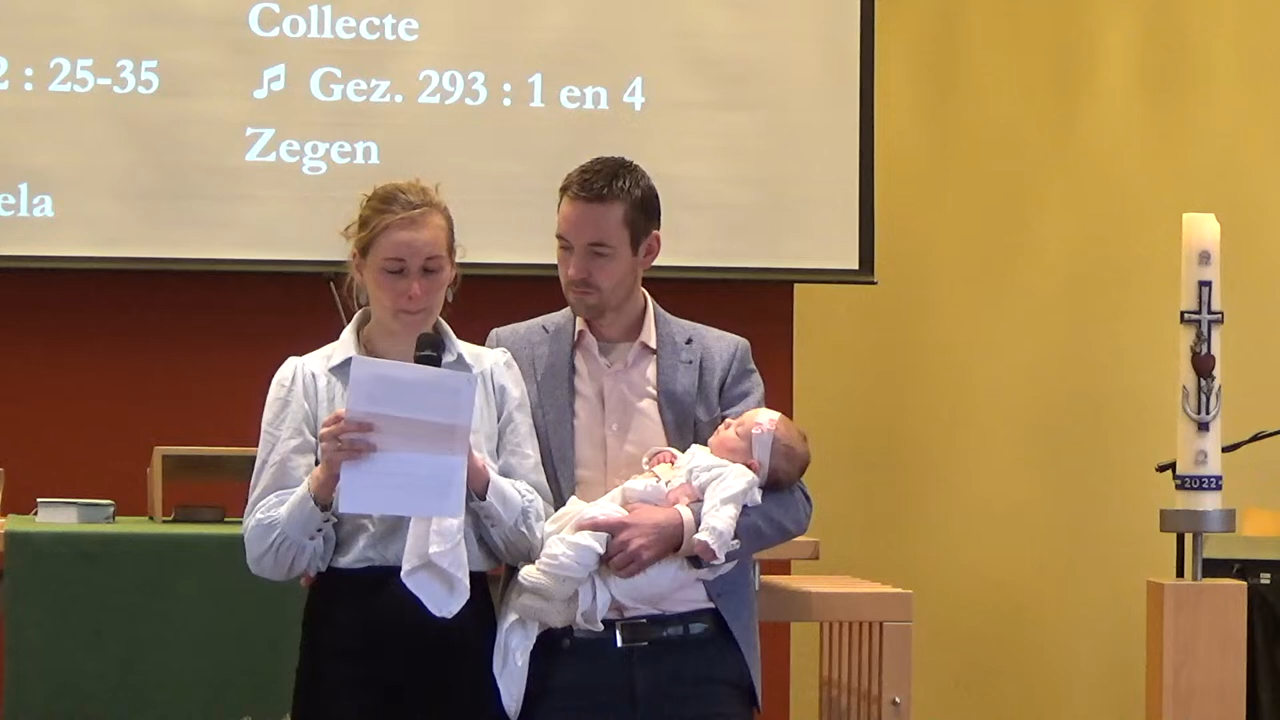 2 : 25-35
ela
Collecte
♫ Gez. 293 : 1 en 4
Zegen
2022